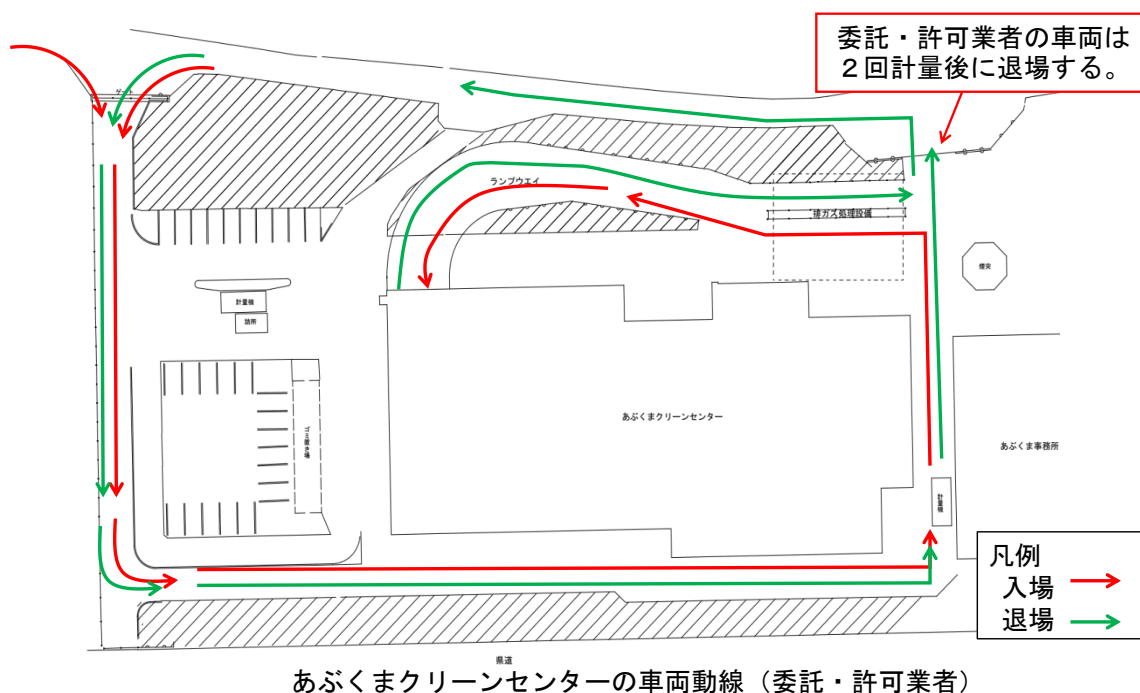 委託・許可業者の車両は
２回計量後に退場する。
ゲート
ランプウエイ
排ガス処理設備
煙突
計量機
詰所
ゴミ置き場
あぶくまクリーンセンター
あぶくま事務所
計量機
凡例
入場
退場
県道
あぶくまクリーンセンターの車両動線（委託・許可業者）